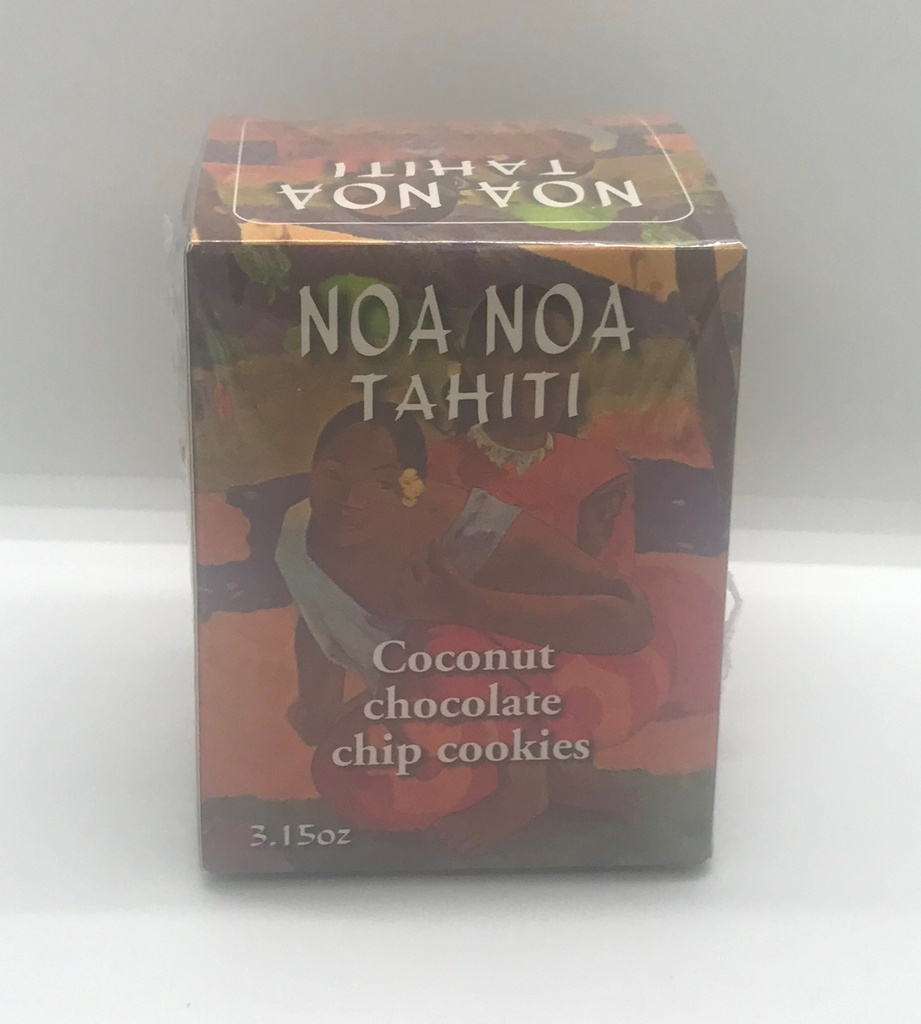 NOA NOA
TAHITI
NOA NOA
TAHITI
Coconut
chocolate
chip cookies
3.15oz